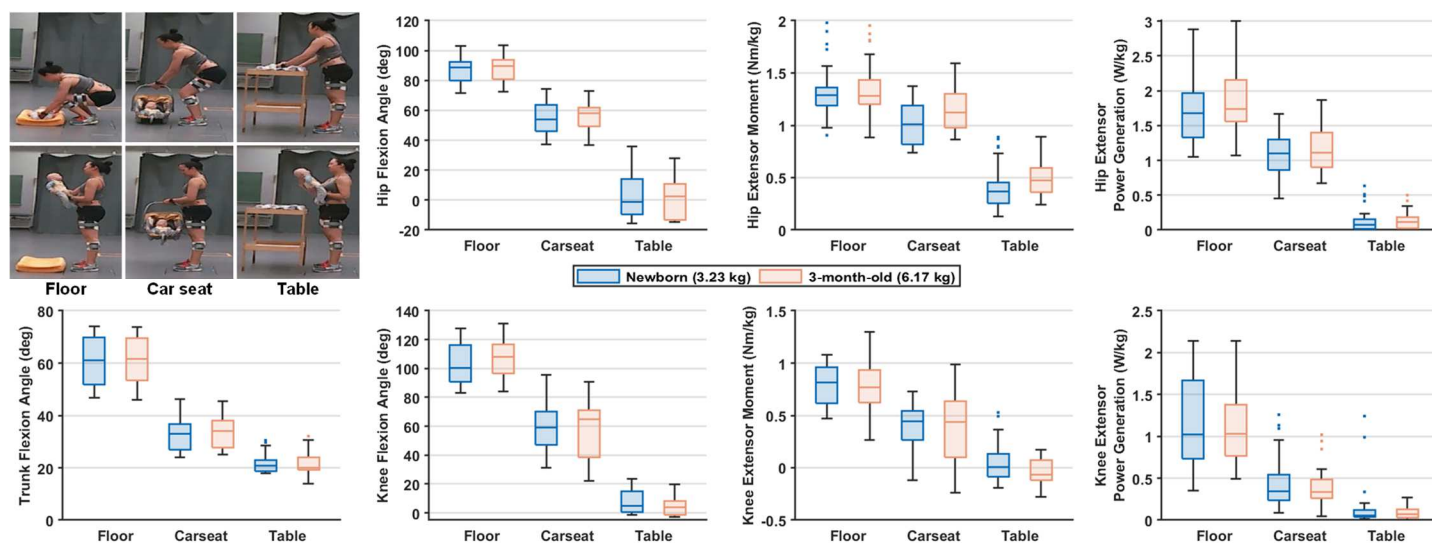 Floor
Car seat
Table
Hip Flexion Angle (deg)
120
100
80
60
40
20
0
-20
Floor
Carseat
Table
Hip Extensor Moment (Nm/kg)
2
1.5
1
0.5
0
Floor
Carseat
Table
Hip Extensor
Power Generation (W/kg)
3
2.5
2
1.5
1
0.5
0
Floor
Carseat
Table
Newborn (3.23 kg)
3-month-old (6.17 kg)
Trunk Flexion Angle (deg)
80
60
40
20
0
Floor
Carseat
Table
Knee Flexion Angle (deg)
140
120
100
80
60
40
20
0
Floor
Carseat
Table
Knee Extensor Moment (Nm/kg)
1.5
1
0.5
0
-0.5
Floor
Carseat
Table
Knee Extensor
Power Generation (W/kg)
2.5
2
1.5
1
0.5
0
Floor
Carseat
Table